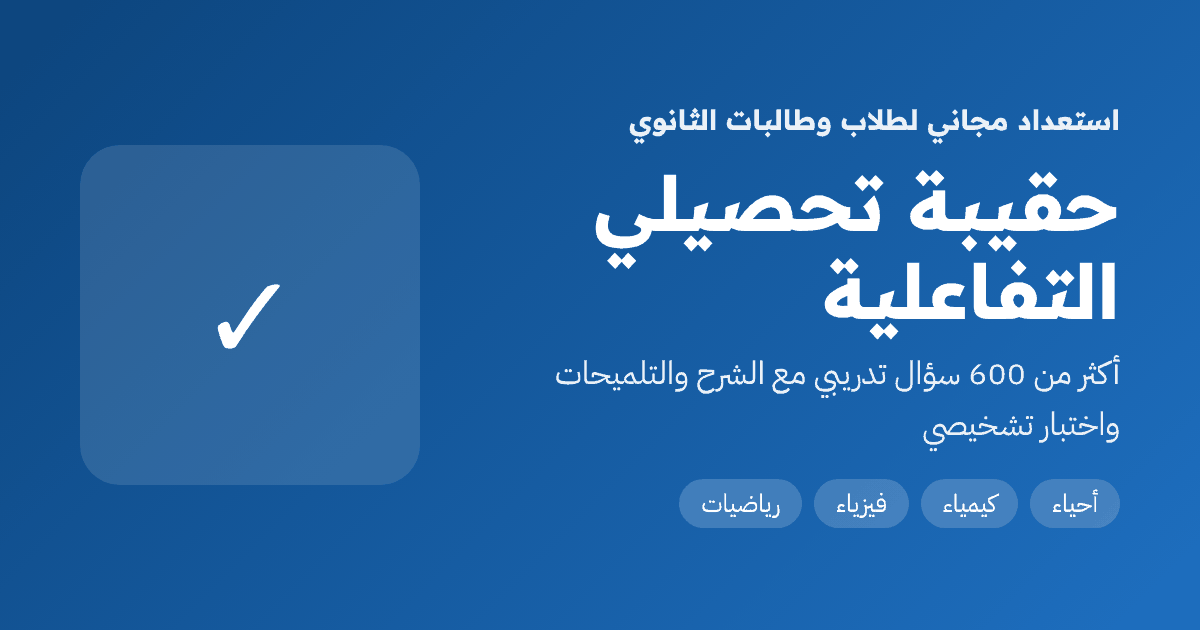 استعداد مجاني لطلاب وطالبات الثانوي
حقيبة تحصيلي
التفاعلية
أكثر من 600 سؤال تدريبي مع الشرح والتلميحات
واختبار تشخيصي
أحياء كيمياء فيزياء رياضيات
✓